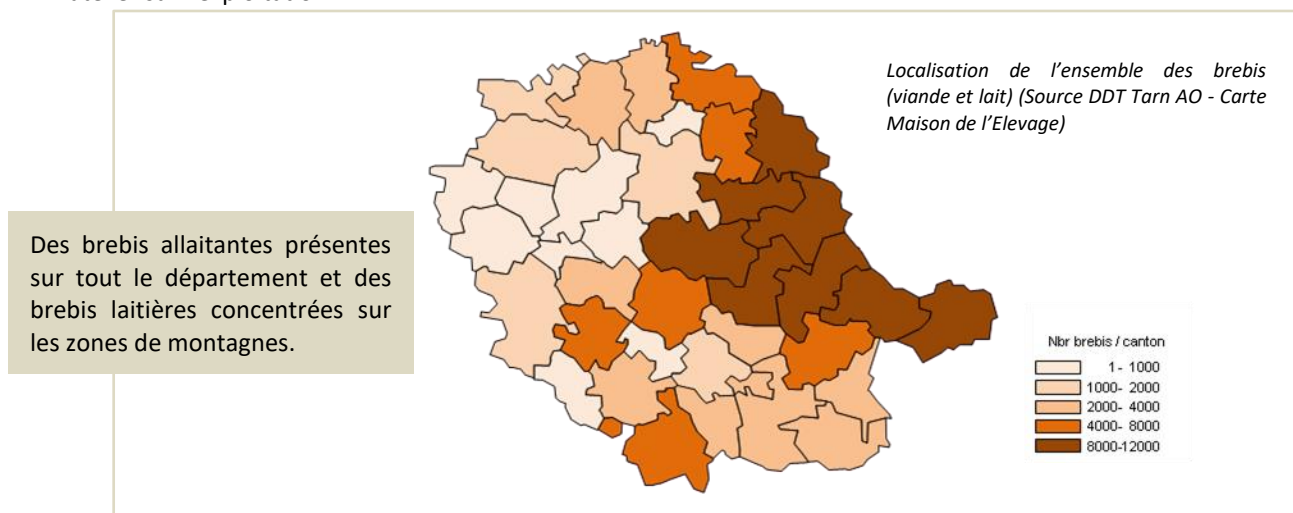 Localisation de l'ensemble des brebis
(viande et lait) (Source DDT Tarn AO - Carte
Maison de l'Elevage)
Des brebis allaitantes présentes
sur tout le département et des
brebis laitières concentrées sur
les zones de montagnes.
Nbr brebis / canton
1- 1000
1000- 2000
2000- 4000
4000- 8000
8000-12000